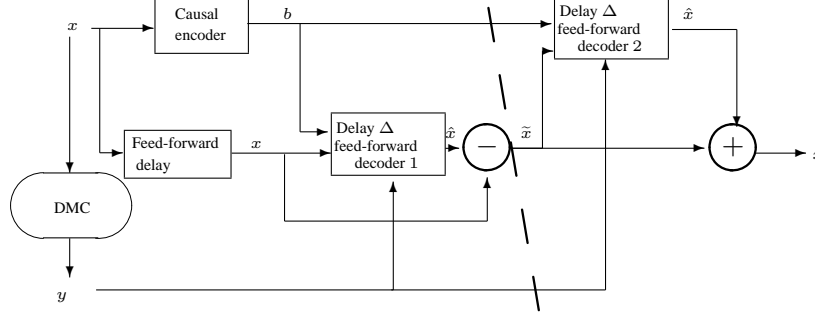 x
Causal
encoder
b
Delay Δ
feed-forward
decoder 2
x̂
Feed-forward
delay
x
Delay Δ
feed-forward
decoder 1
x̂
−
x̃
+
DMC
y